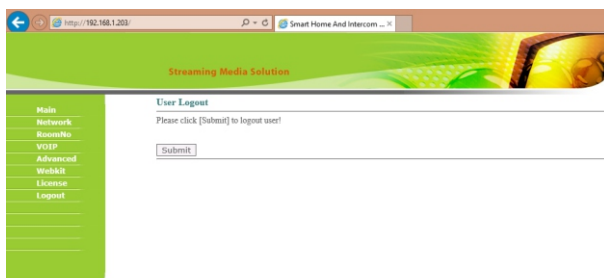 http://192.168.1.203/
Smart Home And Intercom ...
Streaming Media Solution
Main
Network
RoomNo
VOIP
Advanced
Webkit
License
Logout
User Logout
Please click [Submit] to logout user!
Submit